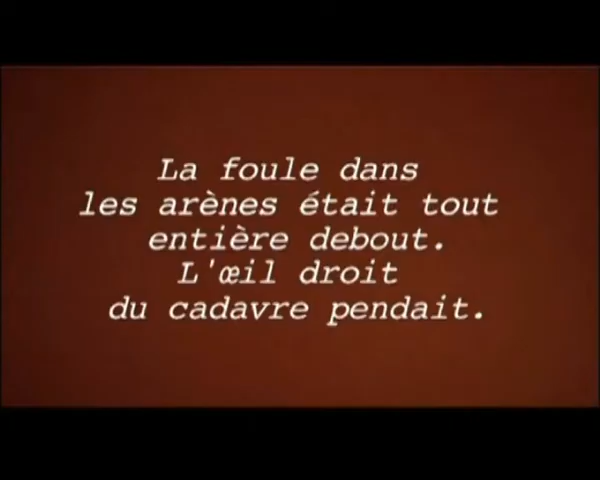 La foule dans
les arènes était tout
entière debout.
L'œil droit
du cadavre pendait.